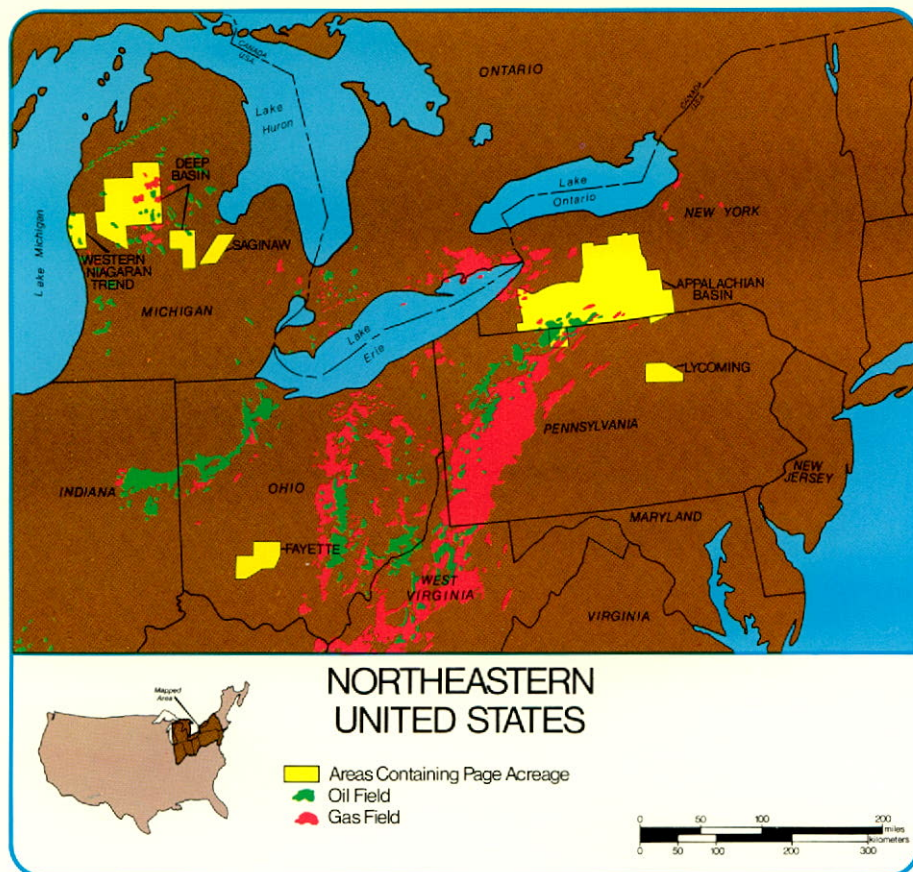 CANADA
USA
ONTARIO
Lake
Huron
CANADA
U.S.A.
DEEP
BASIN
Lake
Ontario
NEW YORK
Lake Michigan
SAGINAW
WESTERN
NIAGARAN
TREND
APPALACHIAN
BASIN
MICHIGAN
Lake
Erie
LYCOMING
PENNSYLVANIA
NEW
JERSEY
INDIANA
OHIO
MARYLAND
FAYETTE
WEST
VIRGINIA
VIRGINIA
NORTHEASTERN
UNITED STATES
Mapped
Area
Areas Containing Page Acreage
Oil Field
Gas Field
0 50 100 200
miles
kilometers
0 50 100 200 300